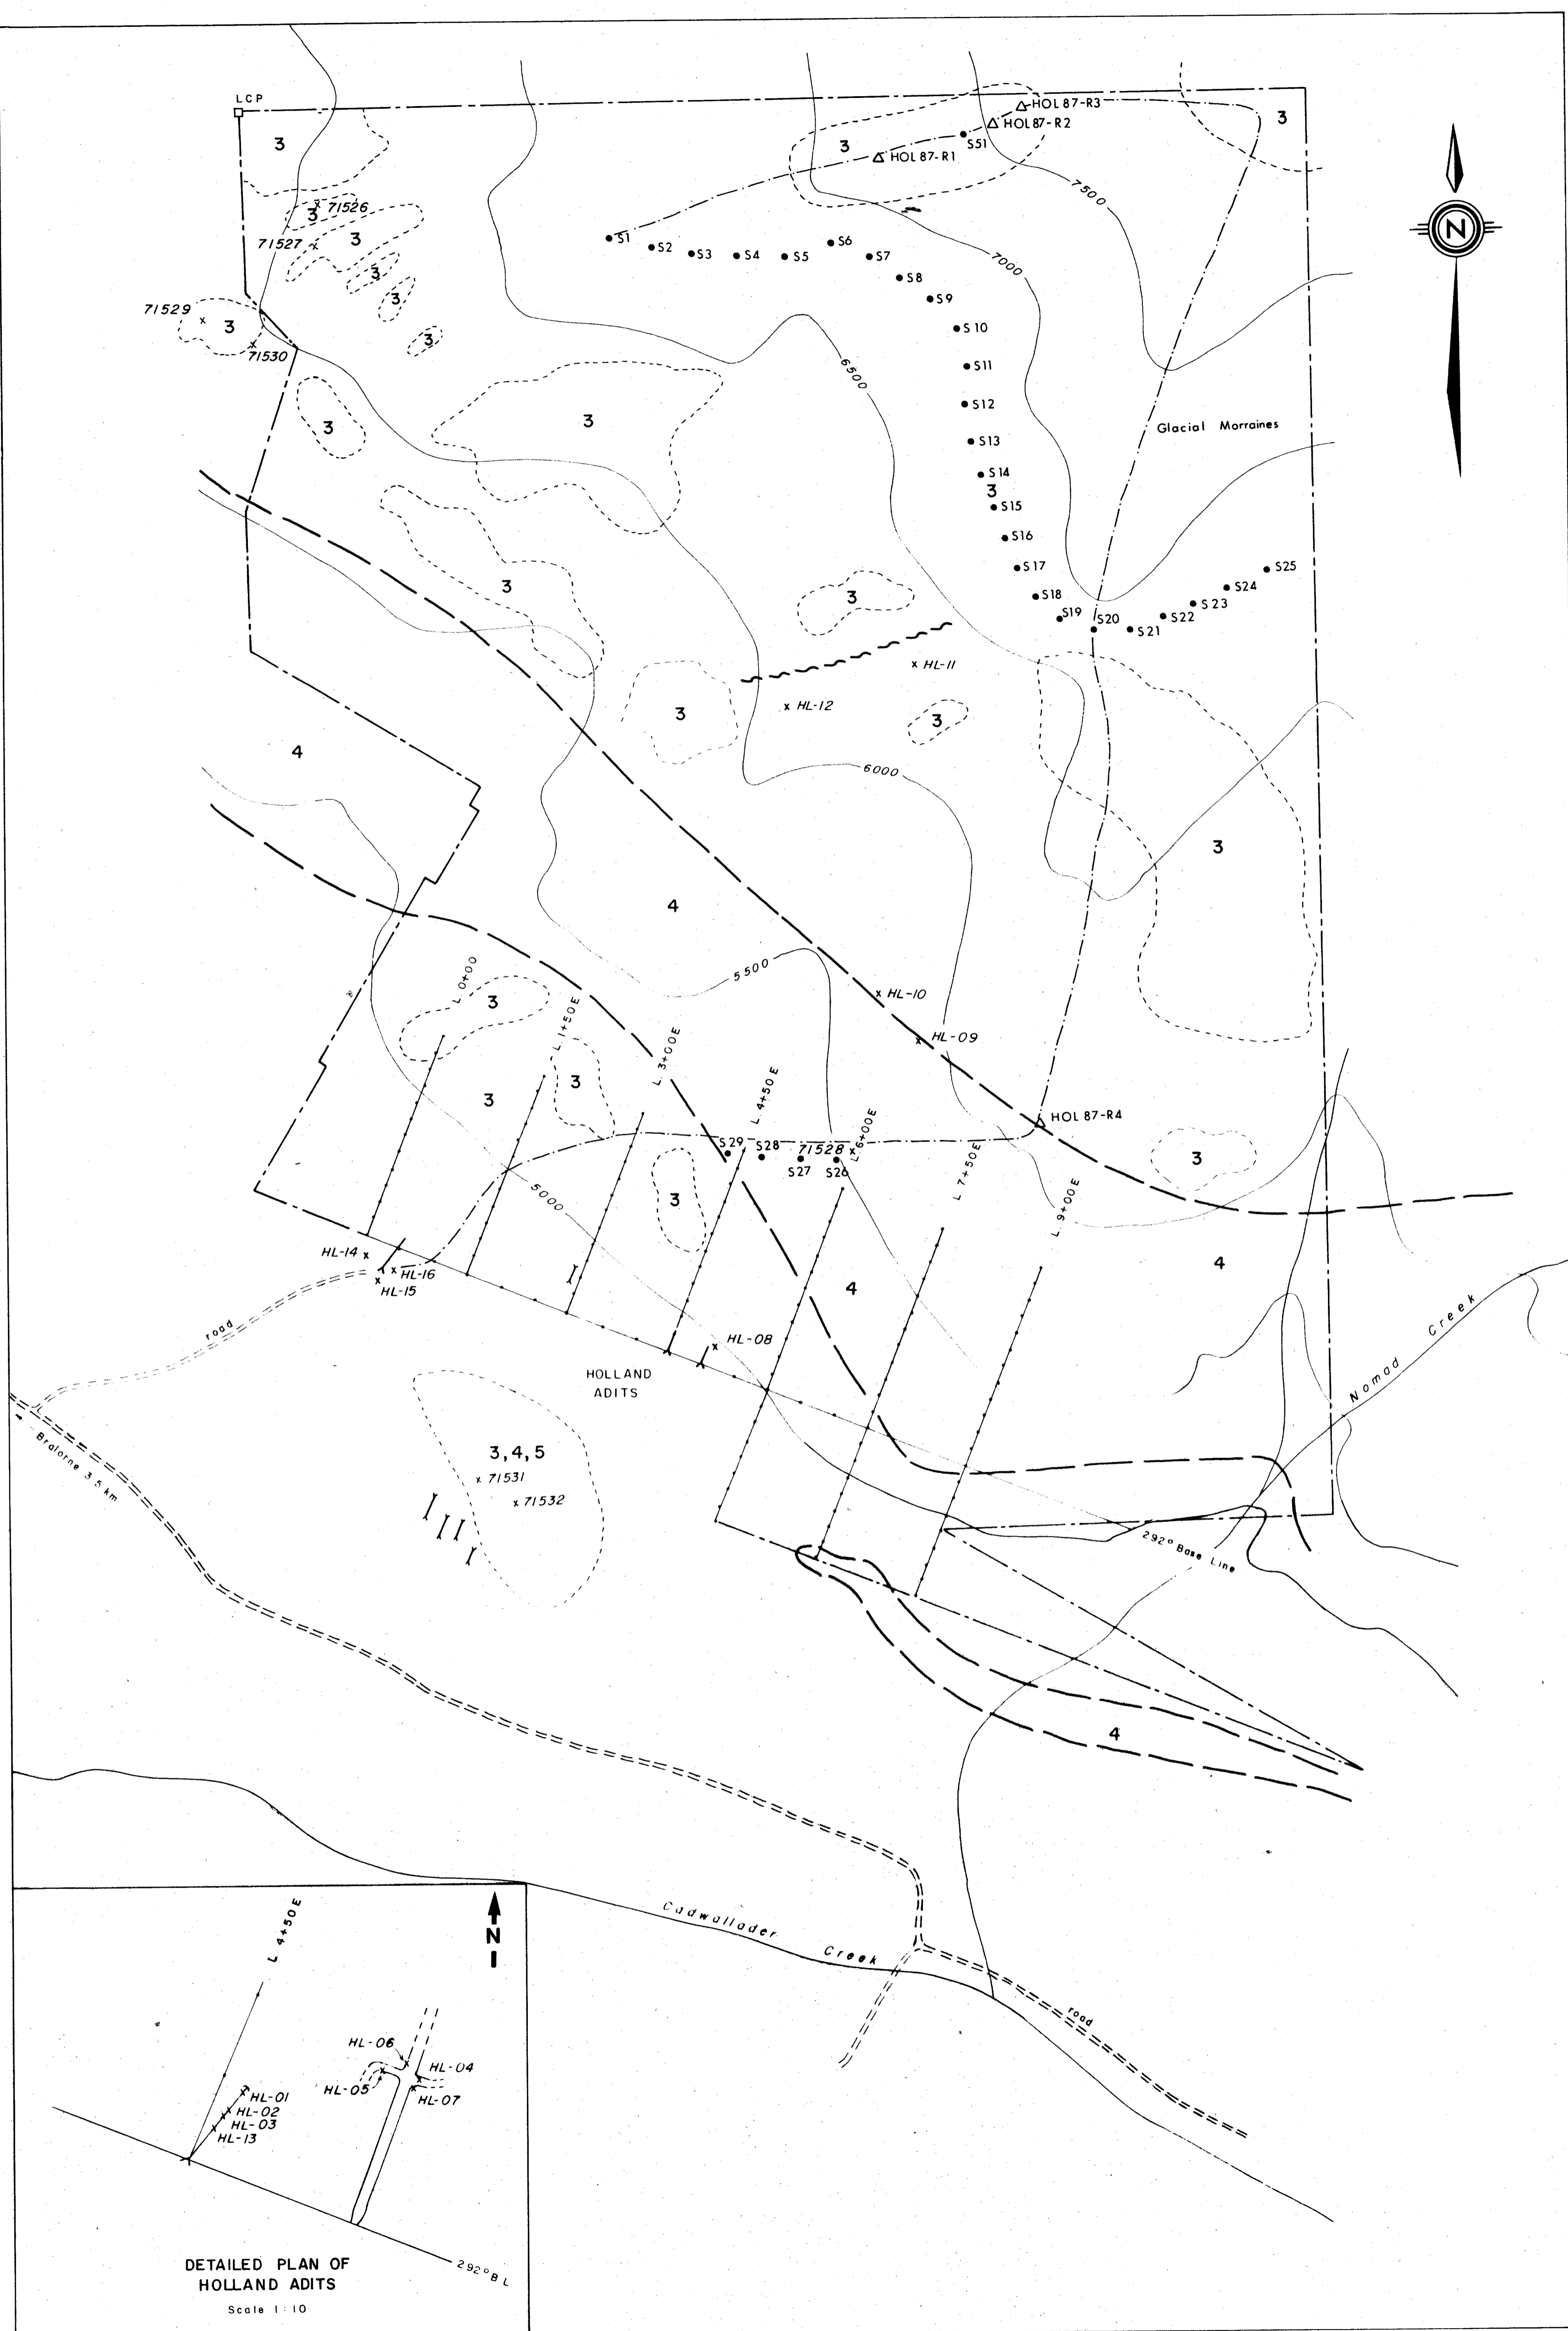 LCP
3
3
71526
71527
3
3
3
3
71529
3
71530
3
HOL 87-R3
HOL 87-R2
S51
3
HOL 87-R1
3
7500
N
S1
S2
S3
S4
S5
S6
S7
7000
S8
S9
S10
S11
S12
S13
S14
3
S15
S16
S17
S18
S19
S20
S21
S22
S23
S24
S25
6500
Glacial Morraines
3
3
3
3
HL-11
HL-12
3
4
6000
3
4
5500
HL-10
HL-09
L 0+00
3
L 1+50E
L 3+00E
3
3
L 4+50E
L 6+00E
HOL 87-R4
S29
S28
71528
S27
S26
L 7+50E
L 9+00E
3
3
5000
HL-14
HL-16
HL-15
4
4
road
HL-08
HOLLAND
ADITS
Nomad Creek
Bralorne 3.5 km
3, 4, 5
71531
71532
292° Base Line
4
Cadwallader Creek
road
L 4+50E
N
HL-06
HL-04
HL-05
HL-07
HL-01
HL-02
HL-03
HL-13
292° B L
DETAILED PLAN OF
HOLLAND ADITS
Scale 1:10